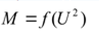 M = f(U²)